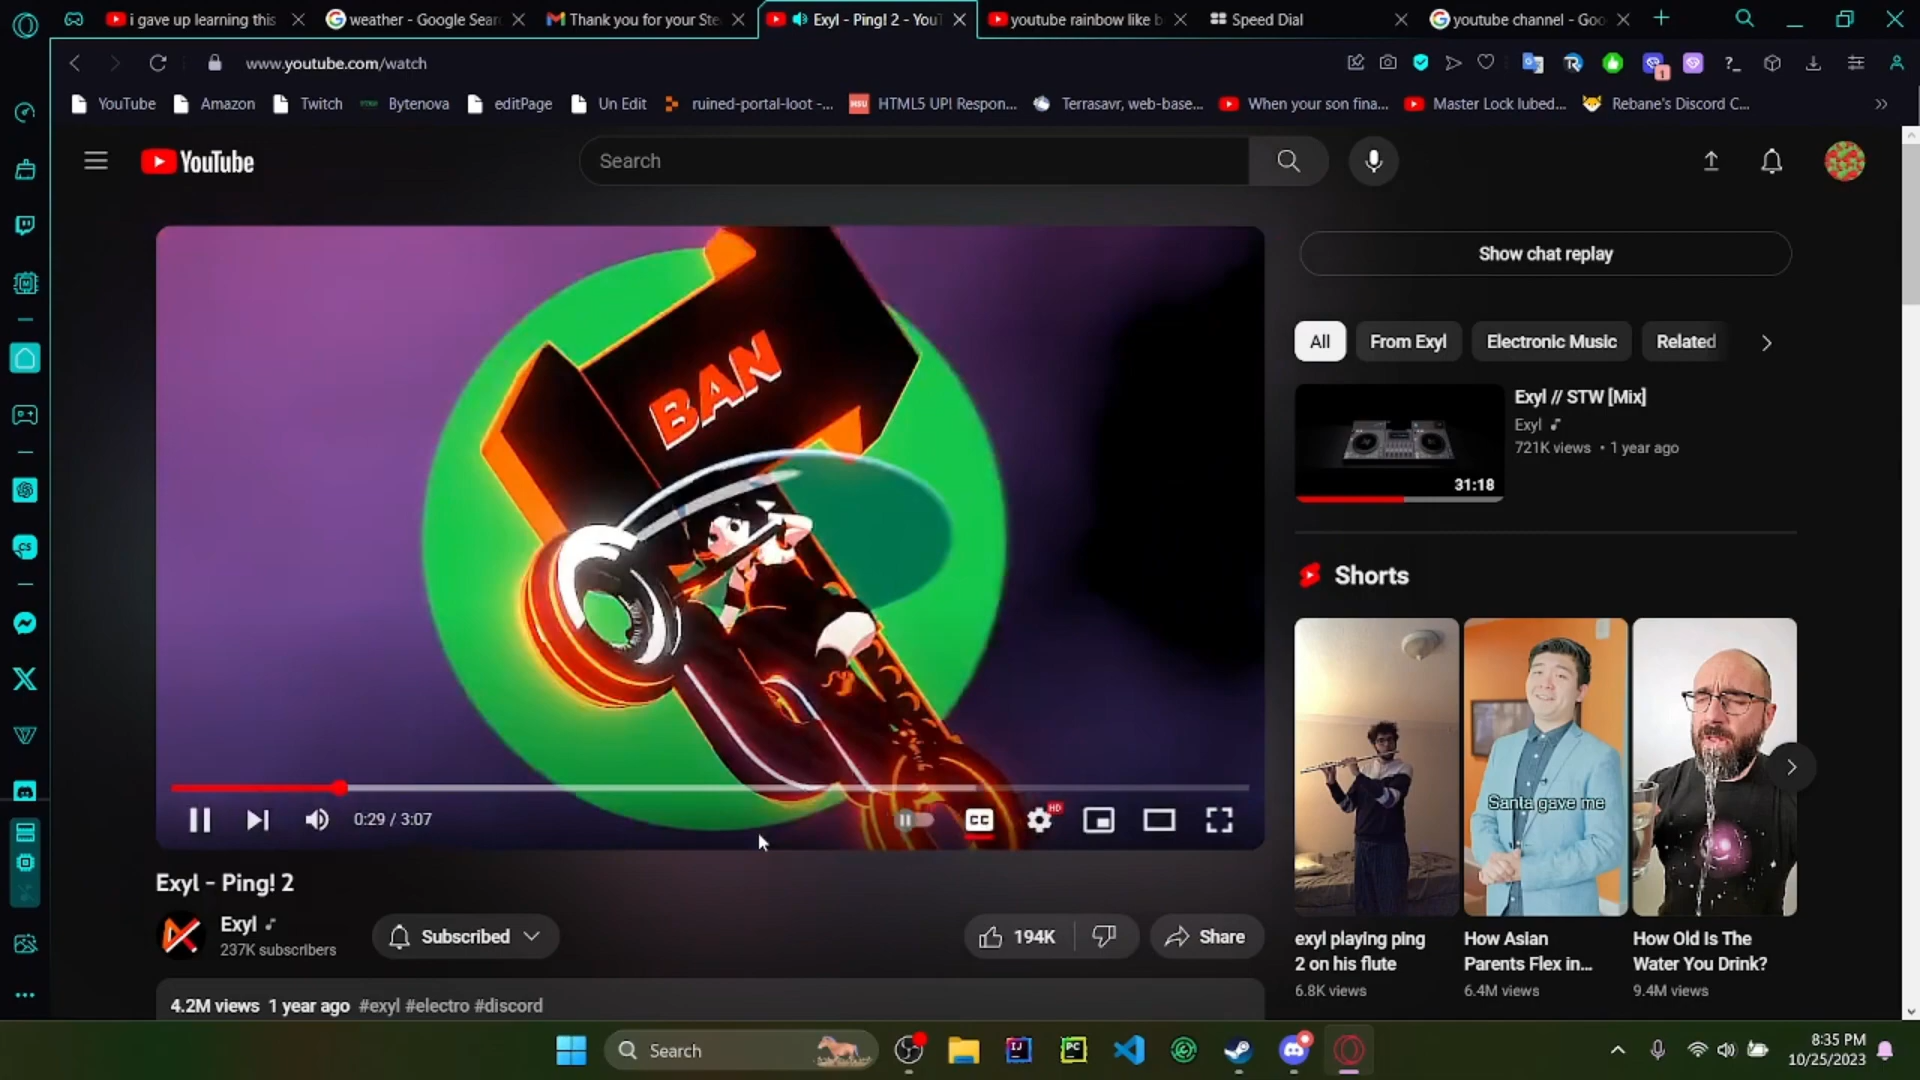 i gave up learning this
weather - Google Sear
Thank you for your Ste
Exyl - Ping! 2 - YouT
youtube rainbow like b
Speed Dial
youtube channel - Goo
www.youtube.com/watch
YouTube
Amazon
Twitch
Bytenova
editPage
Un Edit
ruined-portal-loot -...
HTML5 UP! Respon...
Terrasavr, web-base...
When your son fina...
Master Lock lubed...
Rebane's Discord C...
YouTube
Search
Show chat replay
All
From Exyl
Electronic Music
Related
BAN
Exyl // STW [Mix]
Exyl
721K views • 1 year ago
31:18
Shorts
Santa gave me
0:29 / 3:07
CC
HD
Exyl - Ping! 2
Exyl
237K subscribers
Subscribed
194K
Share
exyl playing ping
2 on his flute
6.8K views
How Asian
Parents Flex in...
6.4M views
How Old Is The
Water You Drink?
9.4M views
4.2M views 1 year ago #exyl #electro #discord
Search
8:35 PM
10/25/2023